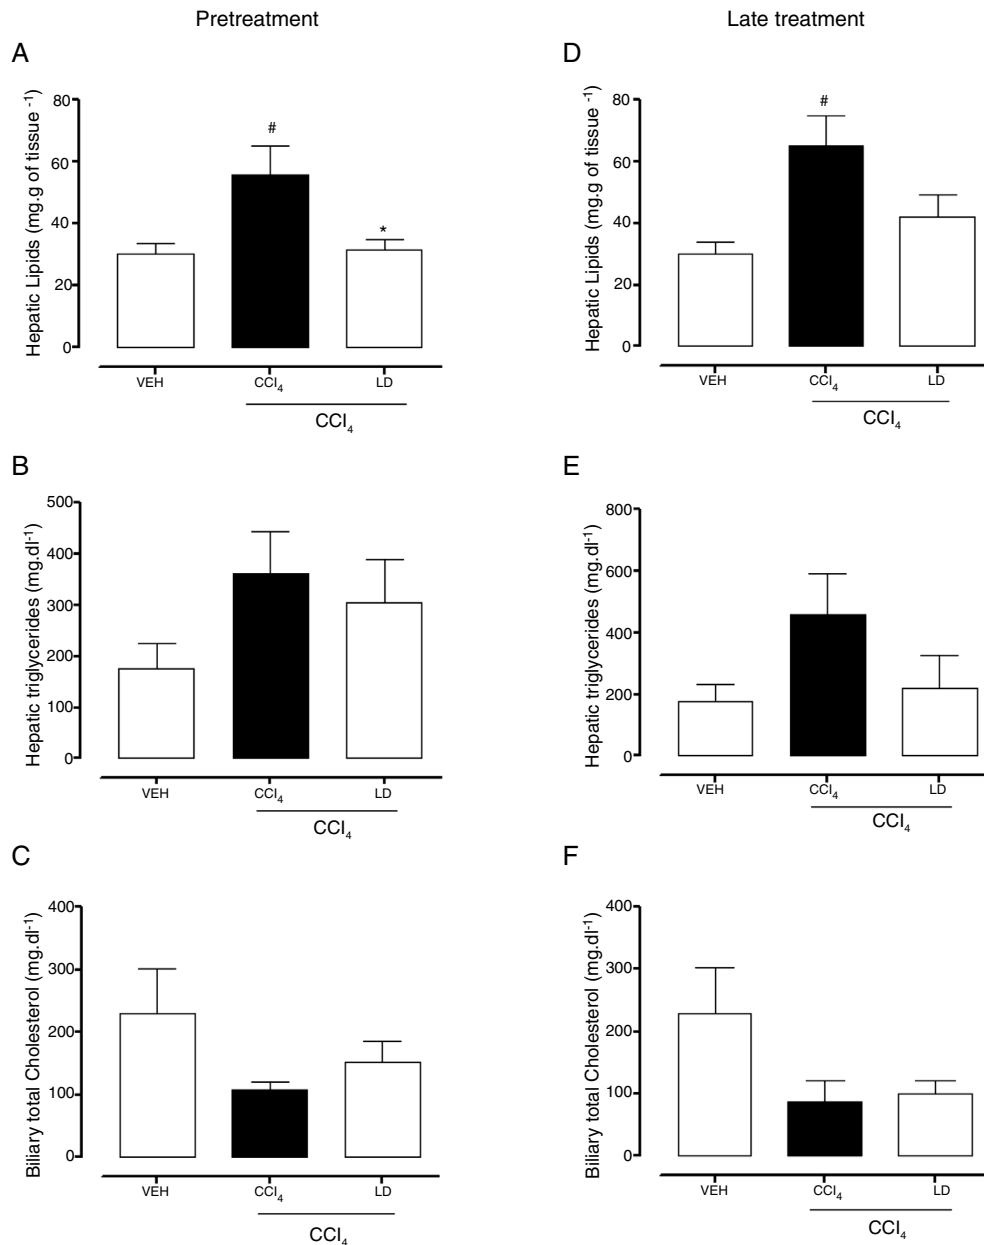 Pretreatment
Late treatment
A
Hepatic Lipids (mg.g of tissue ⁻¹)
80
60
40
20
0
#
*
VEH
CCl₄
LD
CCl₄
D
Hepatic Lipids (mg.g of tissue ⁻¹)
80
60
40
20
0
#
VEH
CCl₄
LD
CCl₄
B
Hepatic triglycerides (mg.dl⁻¹)
500
400
300
200
100
0
VEH
CCl₄
LD
CCl₄
E
Hepatic triglycerides (mg.dl⁻¹)
800
600
400
200
0
VEH
CCl₄
LD
CCl₄
C
Biliary total Cholesterol (mg.dl⁻¹)
400
300
200
100
0
VEH
CCl₄
LD
CCl₄
F
Biliary total Cholesterol (mg.dl⁻¹)
400
300
200
100
0
VEH
CCl₄
LD
CCl₄